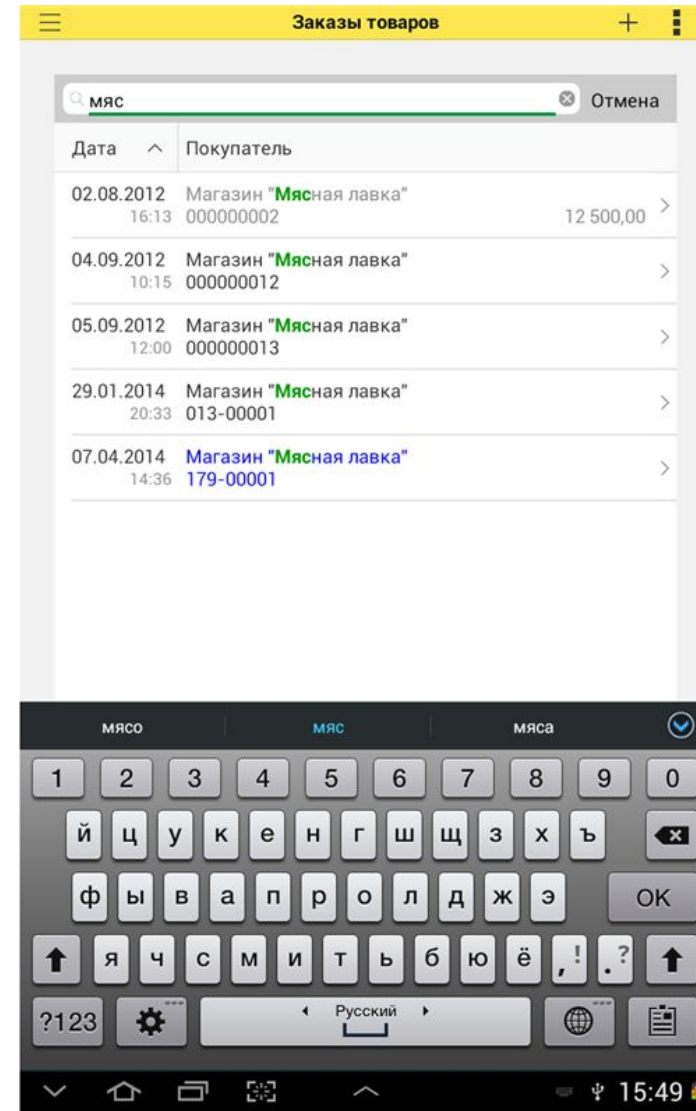 Заказы товаров
мяс Отмена
Дата Покупатель
02.08.2012 Магазин "Мясная лавка"
16:13 000000002 12 500,00
04.09.2012 Магазин "Мясная лавка"
10:15 000000012
05.09.2012 Магазин "Мясная лавка"
12:00 000000013
29.01.2014 Магазин "Мясная лавка"
20:33 013-00001
07.04.2014 Магазин "Мясная лавка"
14:36 179-00001
мясо мяс мяса
1 2 3 4 5 6 7 8 9 0
й ц у к е н г ш щ з х ъ
ф ы в а п р о л д ж э OK
я ч с м и т ь б ю ё , ! . ?
?123 Русский
15:49